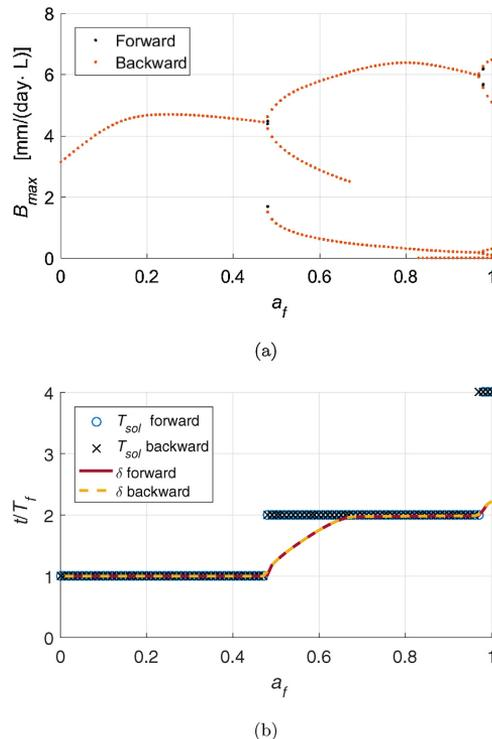 8
6
4
2
0
B_max [mm/(day· L)]
Forward
Backward
0 0.2 0.4 0.6 0.8 1
a_f
(a)
4
3
2
1
0
t/T_f
T_sol forward
T_sol backward
δ forward
δ backward
0 0.2 0.4 0.6 0.8 1
a_f
(b)